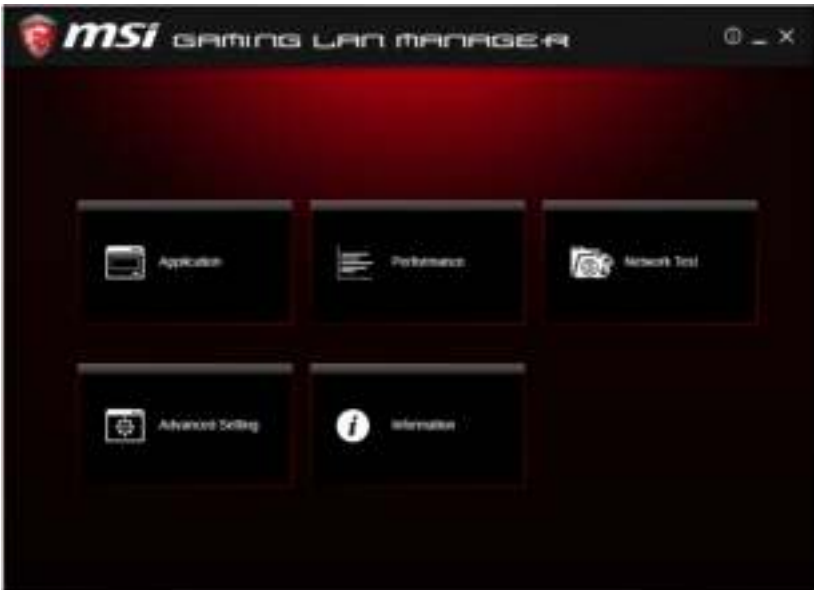 msi GAMING LAN MANAGER
Application
Performance
Network Test
Advanced Setting
Information